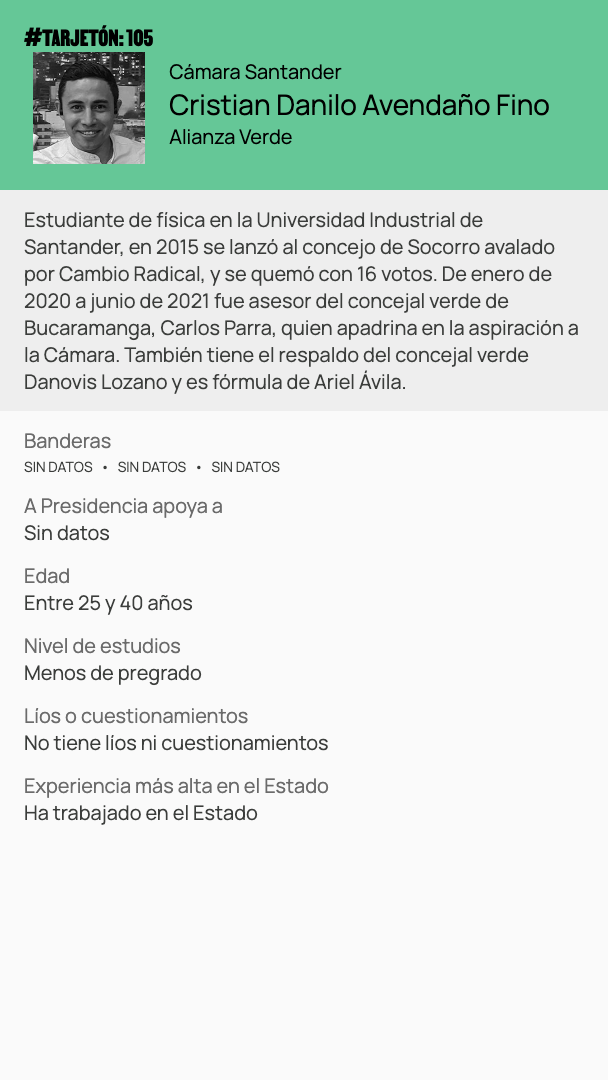 #TARJETÓN: 105
Cámara Santander
Cristian Danilo Avendaño Fino
Alianza Verde
Estudiante de física en la Universidad Industrial de
Santander, en 2015 se lanzó al concejo de Socorro avalado
por Cambio Radical, y se quemó con 16 votos. De enero de
2020 a junio de 2021 fue asesor del concejal verde de
Bucaramanga, Carlos Parra, quien apadrina en la aspiración a
la Cámara. También tiene el respaldo del concejal verde
Danovis Lozano y es fórmula de Ariel Ávila.
Banderas
SIN DATOS • SIN DATOS • SIN DATOS
A Presidencia apoya a
Sin datos
Edad
Entre 25 y 40 años
Nivel de estudios
Menos de pregrado
Líos o cuestionamientos
No tiene líos ni cuestionamientos
Experiencia más alta en el Estado
Ha trabajado en el Estado